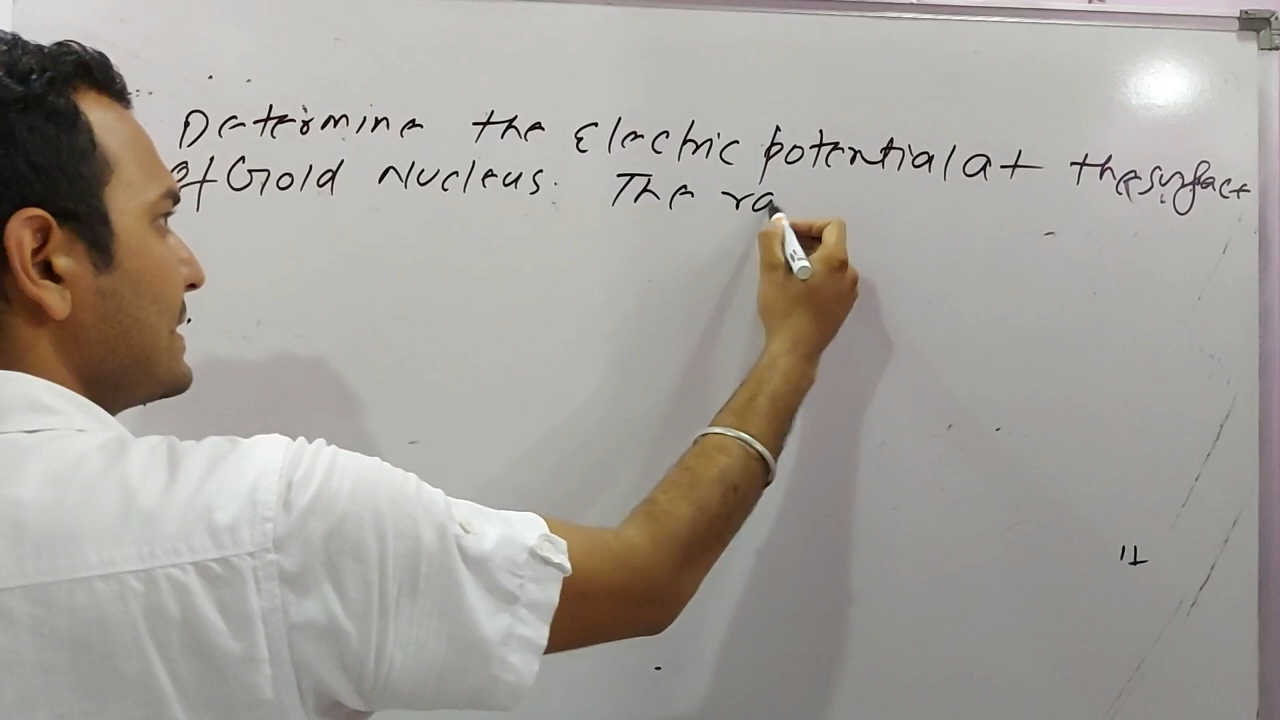 Determine the Electric potential at the surface
of Gold Nucleus. The ra